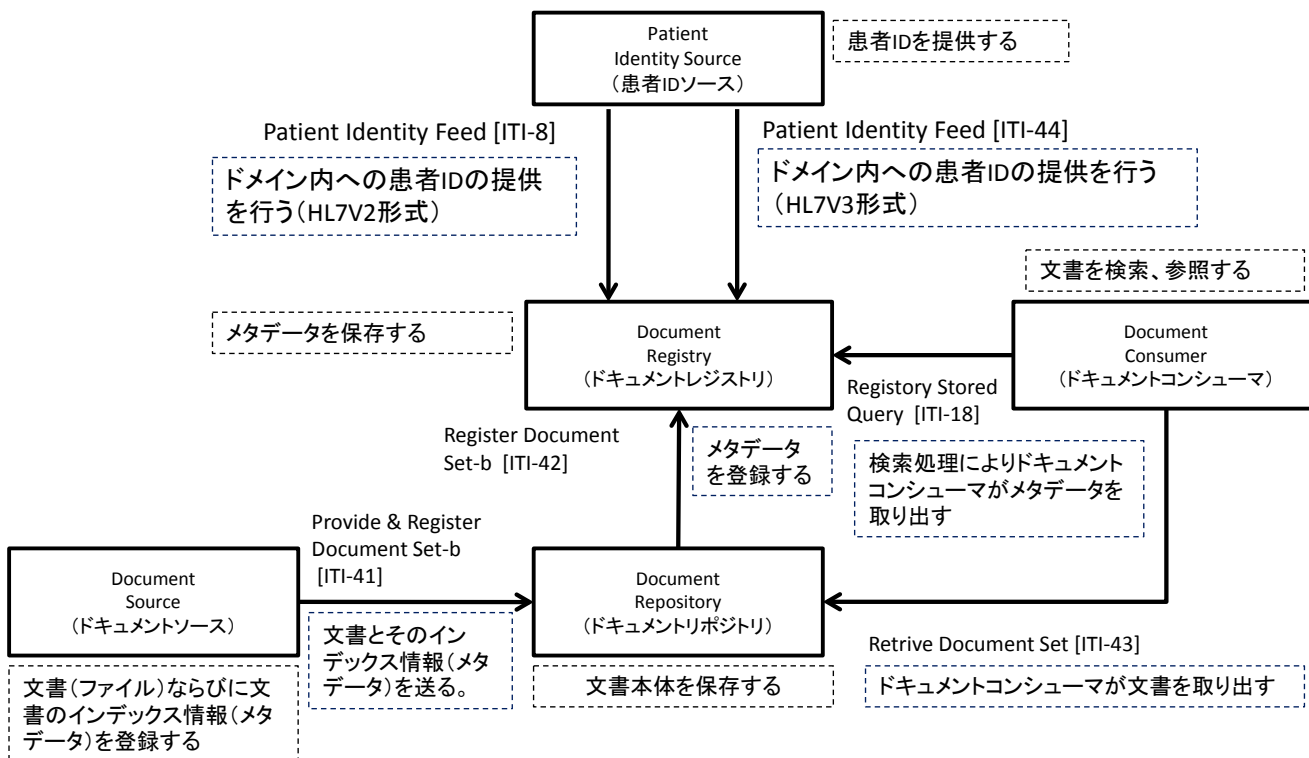 Patient
Identity Source
（患者IDソース）
患者IDを提供する
Patient Identity Feed [ITI-8]
ドメイン内への患者IDの提供
を行う（HL7V2形式）
Patient Identity Feed [ITI-44]
ドメイン内への患者IDの提供を行う
（HL7V3形式）
文書を検索、参照する
メタデータを保存する
Document
Registry
（ドキュメントレジストリ）
Document
Consumer
（ドキュメントコンシューマ）
Registory Stored
Query [ITI-18]
Register Document
Set-b [ITI-42]
メタデータ
を登録する
検索処理によりドキュメント
コンシューマがメタデータを
取り出す
Provide & Register
Document Set-b
[ITI-41]
Document
Source
（ドキュメントソース）
Document
Repository
（ドキュメントリポジトリ）
文書とそのイン
デックス情報（メタ
データ）を送る。
Retrive Document Set [ITI-43]
文書（ファイル）ならびに文
書のインデックス情報（メタ
データ）を登録する
文書本体を保存する
ドキュメントコンシューマが文書を取り出す